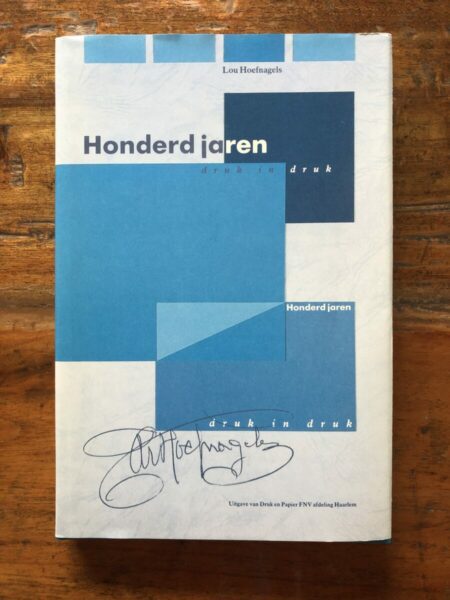 Lou Hoefnagels
Honderd jaren
druk in druk
Honderd jaren
druk in druk
Hoefnagels
Uitgave van Druk en Papier FNV afdeling Haarlem